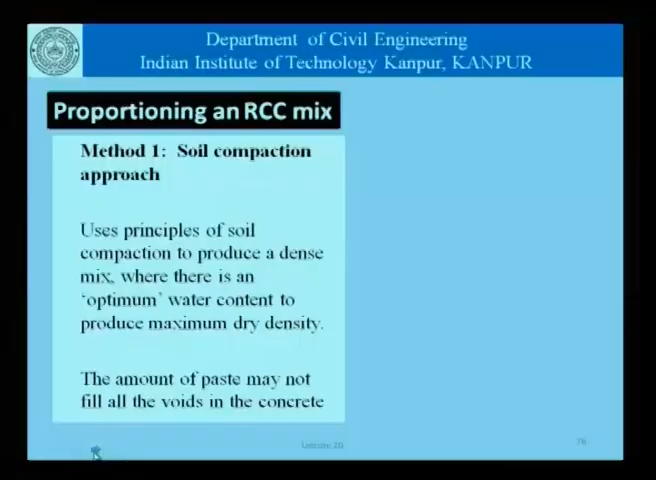 Department of Civil Engineering
Indian Institute of Technology Kanpur, KANPUR
Proportioning an RCC mix
Method 1: Soil compaction
approach
Uses principles of soil
compaction to produce a dense
mix, where there is an
'optimum' water content to
produce maximum dry density.
The amount of paste may not
fill all the voids in the concrete
Lecture 20